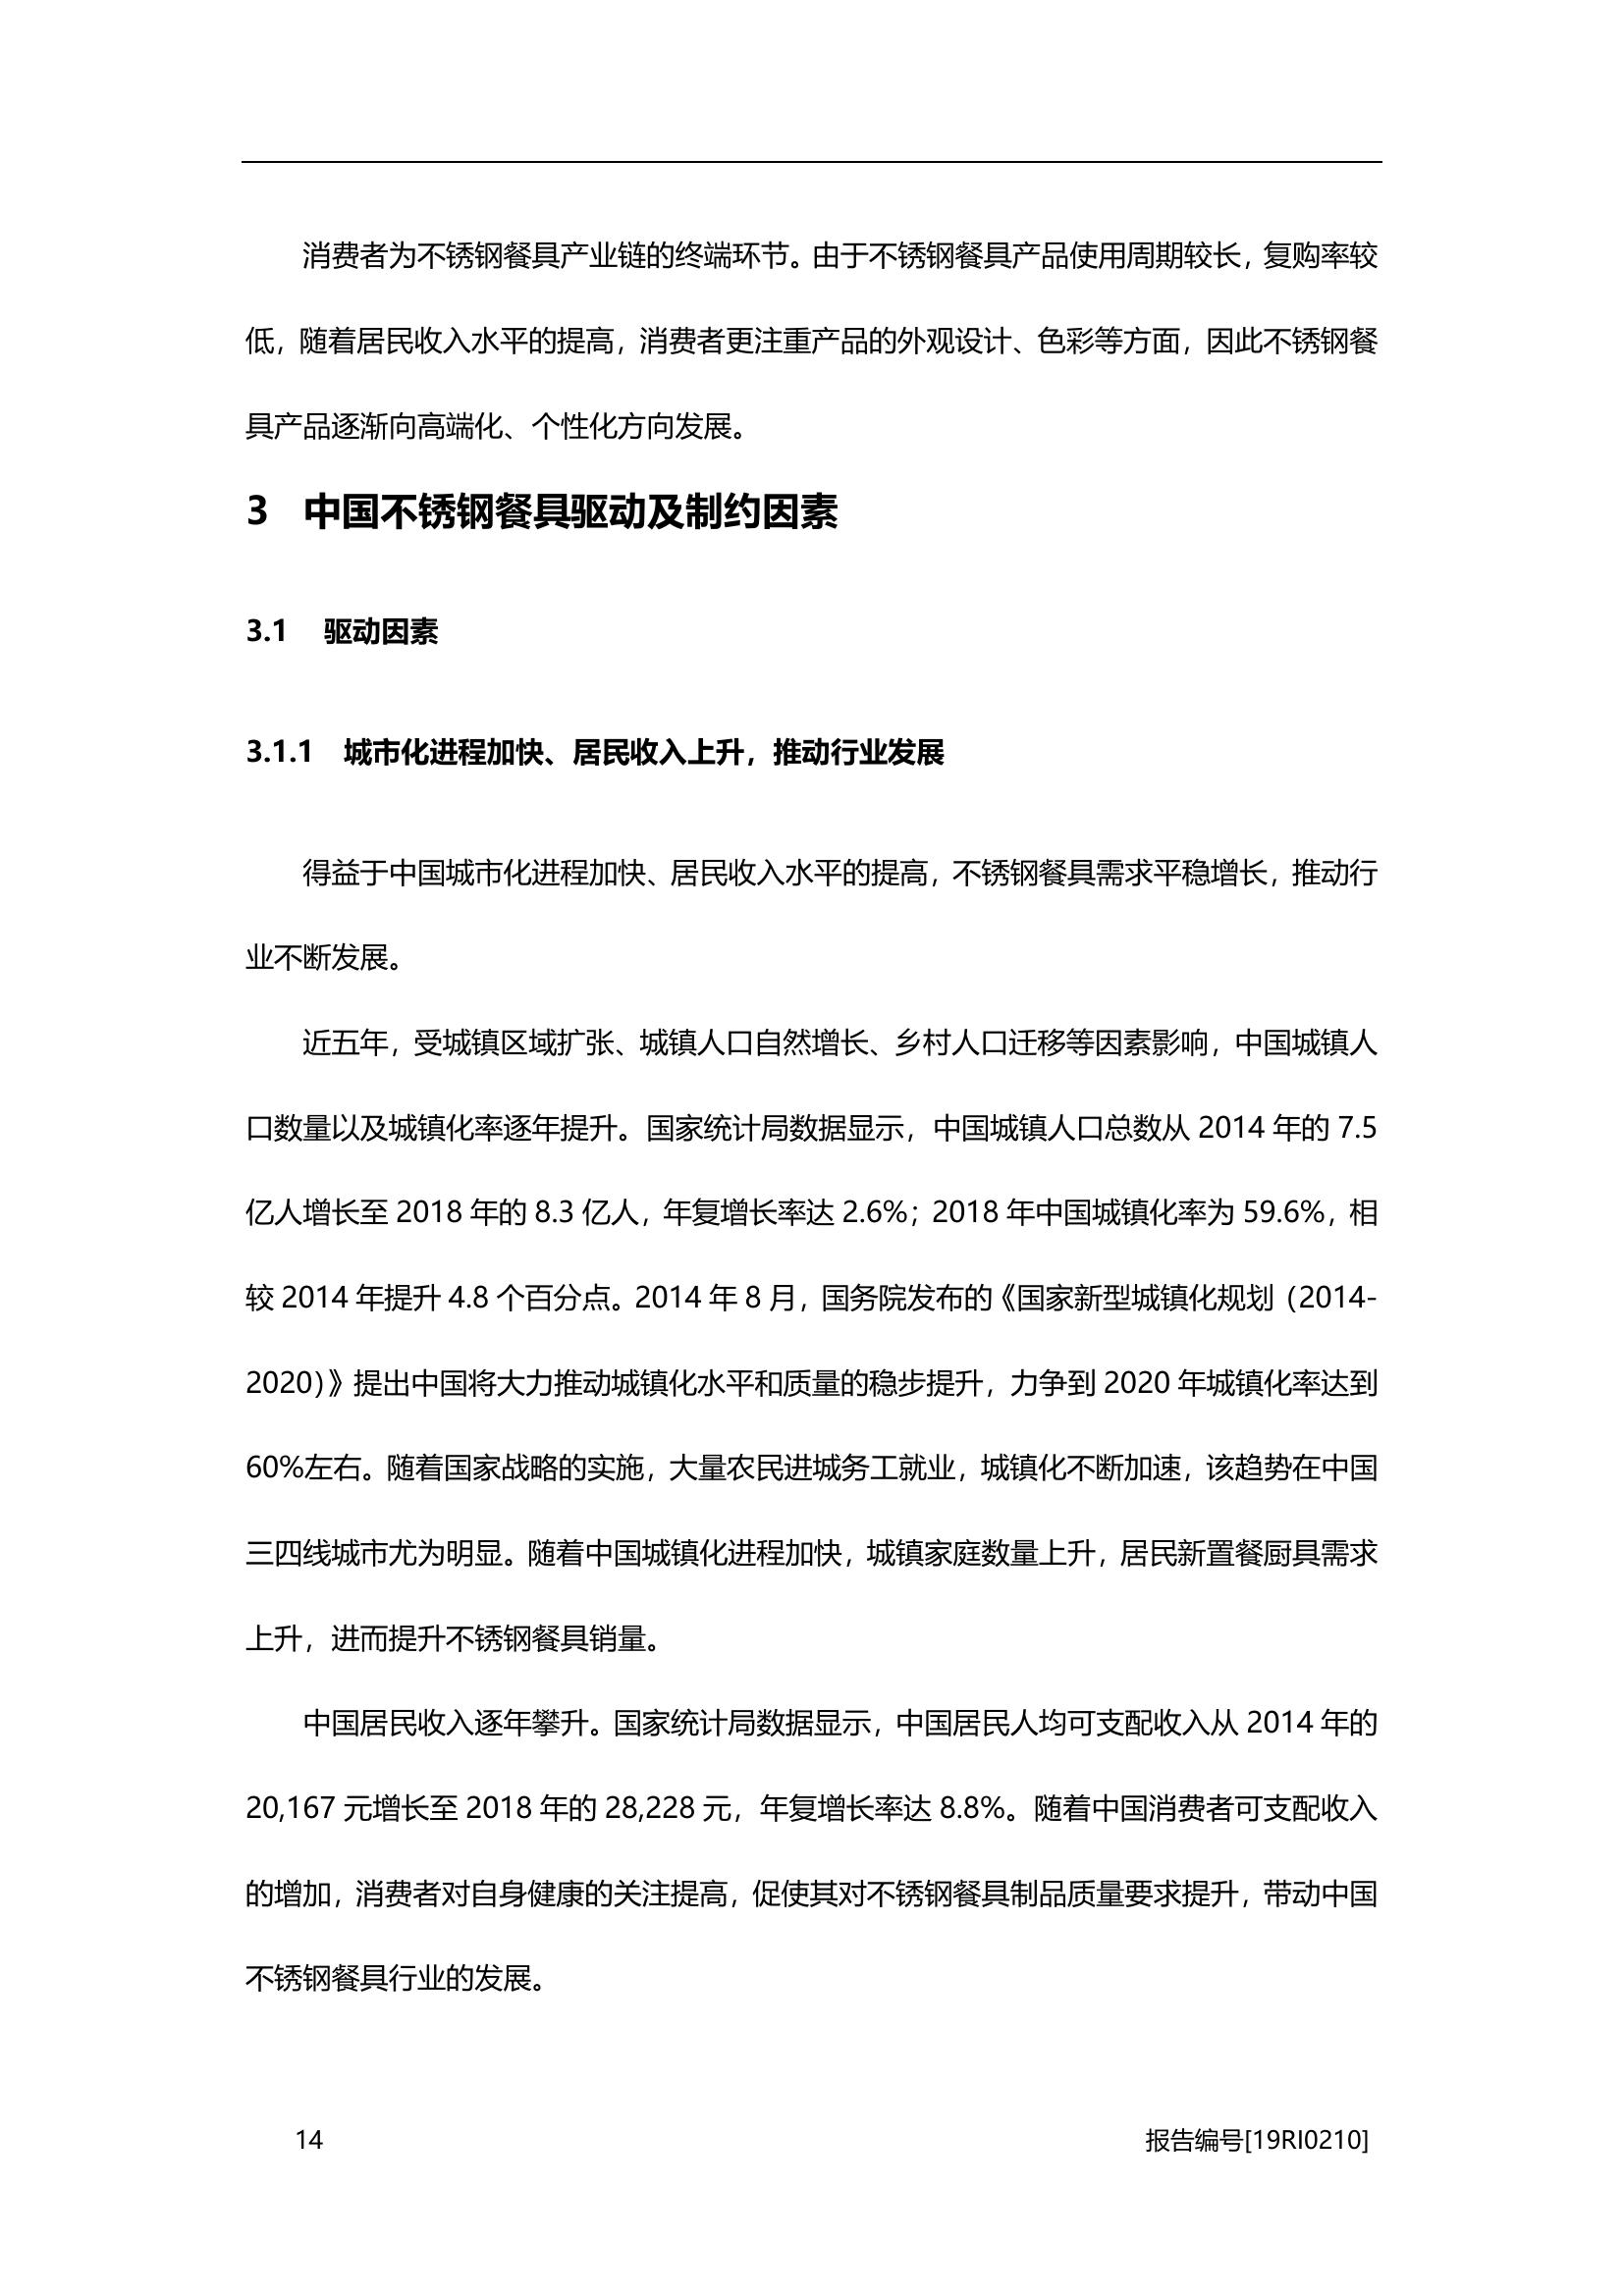 消费者为不锈钢餐具产业链的终端环节。由于不锈钢餐具产品使用周期较长，复购率较
低，随着居民收入水平的提高，消费者更注重产品的外观设计、色彩等方面，因此不锈钢餐
具产品逐渐向高端化、个性化方向发展。
3 中国不锈钢餐具驱动及制约因素
3.1 驱动因素
3.1.1 城市化进程加快、居民收入上升，推动行业发展
得益于中国城市化进程加快、居民收入水平的提高，不锈钢餐具需求平稳增长，推动行
业不断发展。
近五年，受城镇区域扩张、城镇人口自然增长、乡村人口迁移等因素影响，中国城镇人
口数量以及城镇化率逐年提升。国家统计局数据显示，中国城镇人口总数从 2014 年的 7.5
亿人增长至 2018 年的 8.3 亿人，年复增长率达 2.6%；2018 年中国城镇化率为 59.6%，相
较 2014 年提升 4.8 个百分点。2014 年 8 月，国务院发布的《国家新型城镇化规划（2014-
2020）》提出中国将大力推动城镇化水平和质量的稳步提升，力争到 2020 年城镇化率达到
60%左右。随着国家战略的实施，大量农民进城务工就业，城镇化不断加速，该趋势在中国
三四线城市尤为明显。随着中国城镇化进程加快，城镇家庭数量上升，居民新置餐厨具需求
上升，进而提升不锈钢餐具销量。
中国居民收入逐年攀升。国家统计局数据显示，中国居民人均可支配收入从 2014 年的
20,167 元增长至 2018 年的 28,228 元，年复增长率达 8.8%。随着中国消费者可支配收入
的增加，消费者对自身健康的关注提高，促使其对不锈钢餐具制品质量要求提升，带动中国
不锈钢餐具行业的发展。
14 报告编号[19RI0210]